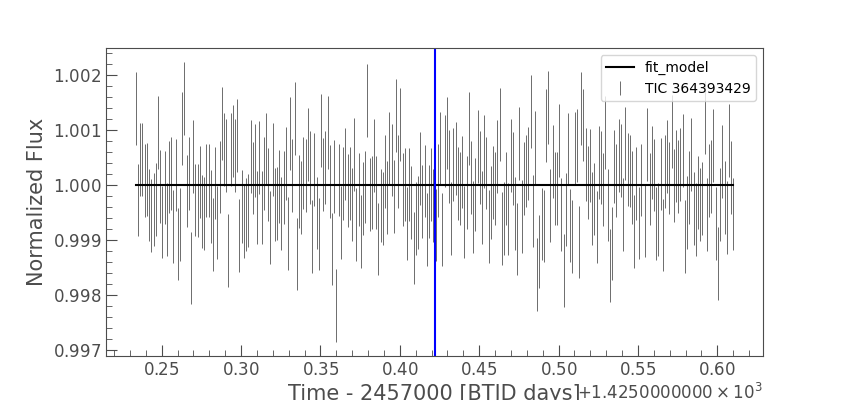 fit_model
TIC 364393429
Normalized Flux
1.002
1.001
1.000
0.999
0.998
0.997
0.25 0.30 0.35 0.40 0.45 0.50 0.55 0.60
Time - 2457000 [BTJD days]
+1.4250000000 × 10³